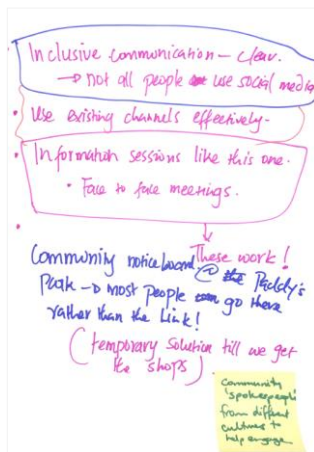 Inclusive communication – clear.
→ not all people use social media
• Use existing channels effectively.
• Information sessions like this one.
• Face to face meetings.
These work!
Community noticeboard @ Paddy's
Park → most people go there
rather than the Link!
(temporary solution till we get
the shops)
Community
'spokespeople'
from different
cultures to
help engage